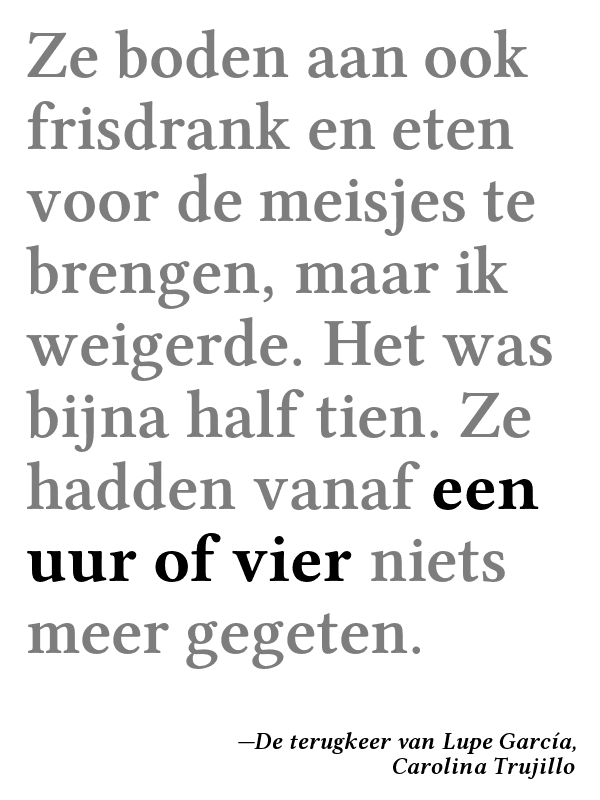 Ze boden aan ook
frisdrank en eten
voor de meisjes te
brengen, maar ik
weigerde. Het was
bijna half tien. Ze
hadden vanaf een
uur of vier niets
meer gegeten.
—De terugkeer van Lupe García,
Carolina Trujillo